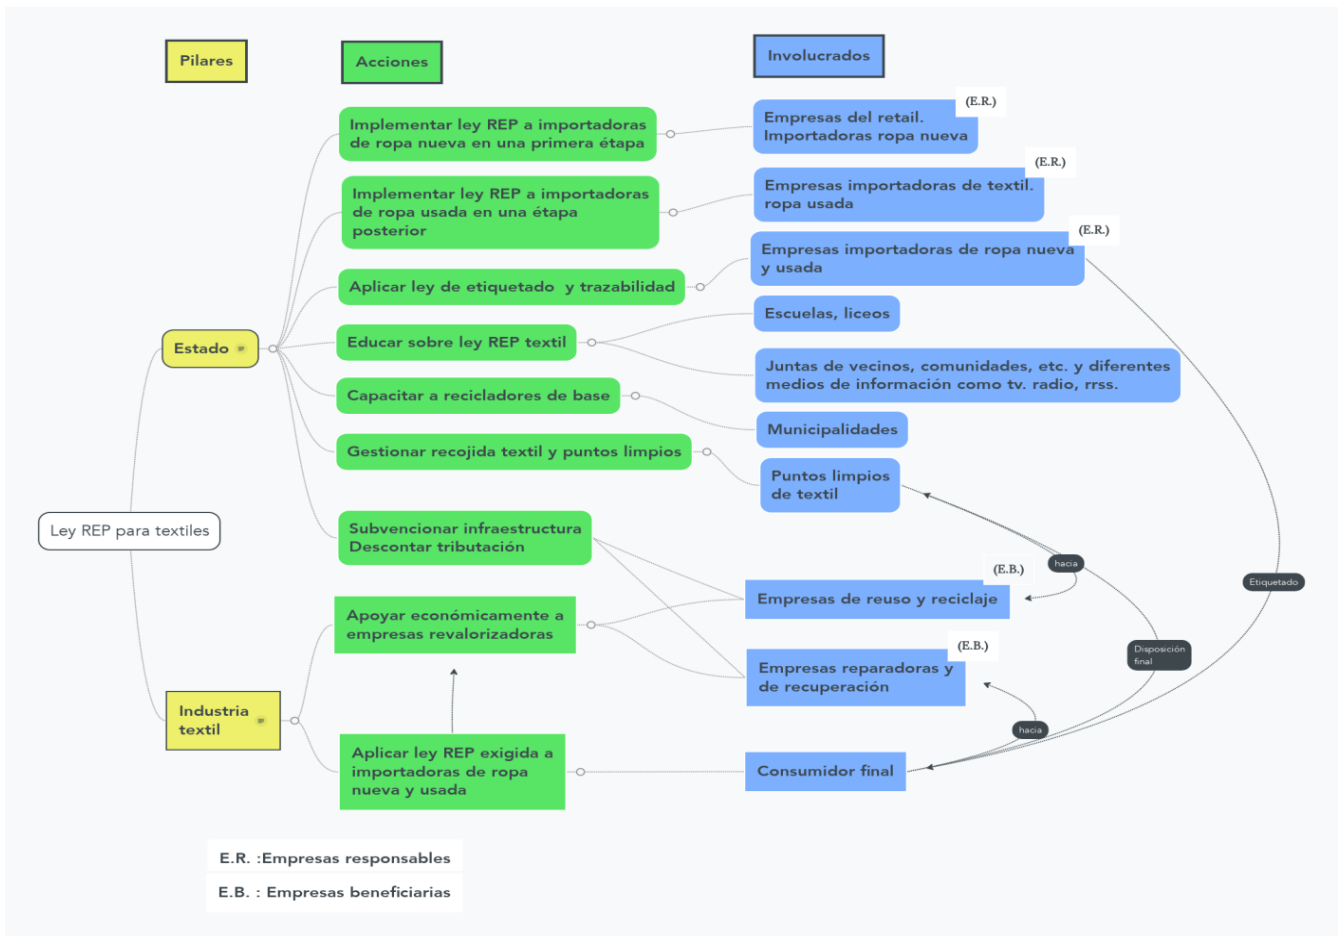 Pilares
Acciones
Involucrados
(E.R.)
Implementar ley REP a importadoras
de ropa nueva en una primera étapa
Empresas del retail.
Importadoras ropa nueva
(E.R.)
Implementar ley REP a importadoras
de ropa usada en una étapa
posterior
Empresas importadoras de textil.
ropa usada
(E.R.)
Aplicar ley de etiquetado y trazabilidad
Empresas importadoras de ropa nueva
y usada
Estado
Educar sobre ley REP textil
Escuelas, liceos
Juntas de vecinos, comunidades, etc. y diferentes
medios de información como tv. radio, rrss.
Capacitar a recicladores de base
Municipalidades
Gestionar recojida textil y puntos limpios
Puntos limpios
de textil
Ley REP para textiles
Subvencionar infraestructura
Descontar tributación
hacia
(E.B.)
Etiquetado
Apoyar económicamente a
empresas revalorizadoras
Empresas de reuso y reciclaje
(E.B.)
Disposición
final
Empresas reparadoras y
de recuperación
Industria
textil
hacia
Aplicar ley REP exigida a
importadoras de ropa
nueva y usada
Consumidor final
E.R. :Empresas responsables
E.B. : Empresas beneficiarias